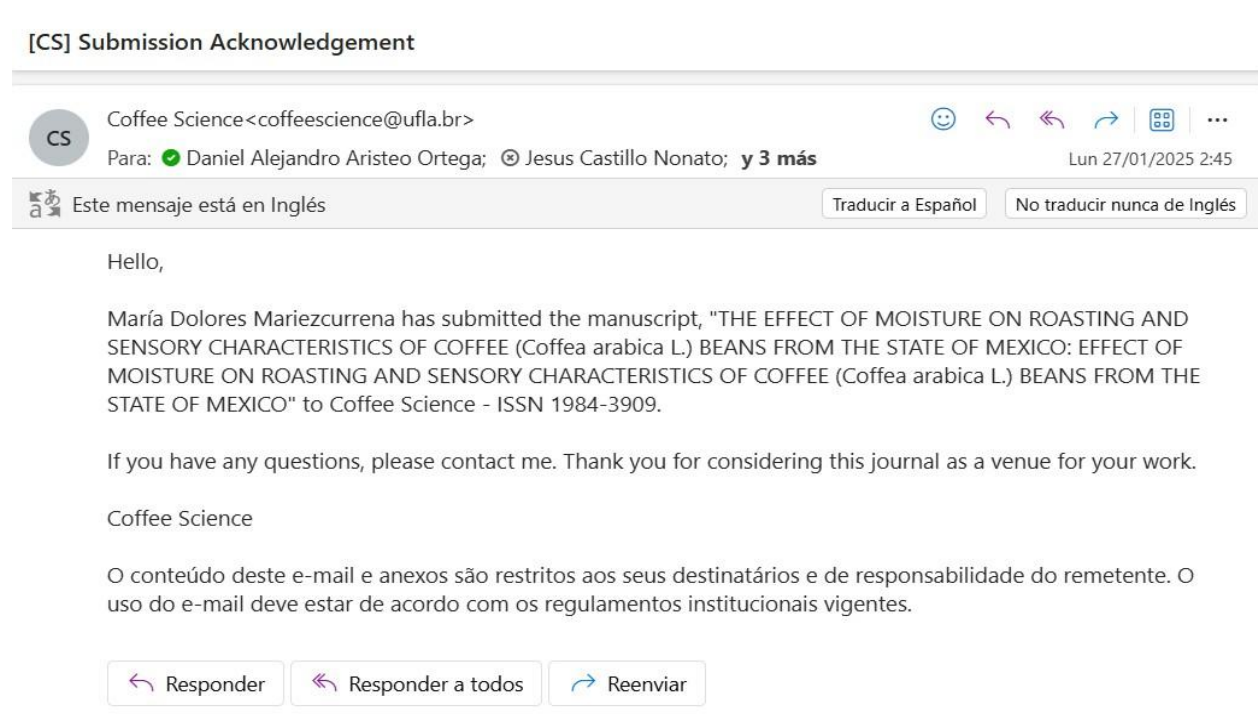 [CS] Submission Acknowledgement
CS
Coffee Science<coffeescience@ufla.br>
Para: Daniel Alejandro Aristeo Ortega; Jesus Castillo Nonato; y 3 más
Lun 27/01/2025 2:45
Este mensaje está en Inglés
Traducir a Español
No traducir nunca de Inglés
Hello,
María Dolores Mariezcurrena has submitted the manuscript, "THE EFFECT OF MOISTURE ON ROASTING AND
SENSORY CHARACTERISTICS OF COFFEE (Coffea arabica L.) BEANS FROM THE STATE OF MEXICO: EFFECT OF
MOISTURE ON ROASTING AND SENSORY CHARACTERISTICS OF COFFEE (Coffea arabica L.) BEANS FROM THE
STATE OF MEXICO" to Coffee Science - ISSN 1984-3909.
If you have any questions, please contact me. Thank you for considering this journal as a venue for your work.
Coffee Science
O conteúdo deste e-mail e anexos são restritos aos seus destinatários e de responsabilidade do remetente. O
uso do e-mail deve estar de acordo com os regulamentos institucionais vigentes.
Responder
Responder a todos
Reenviar